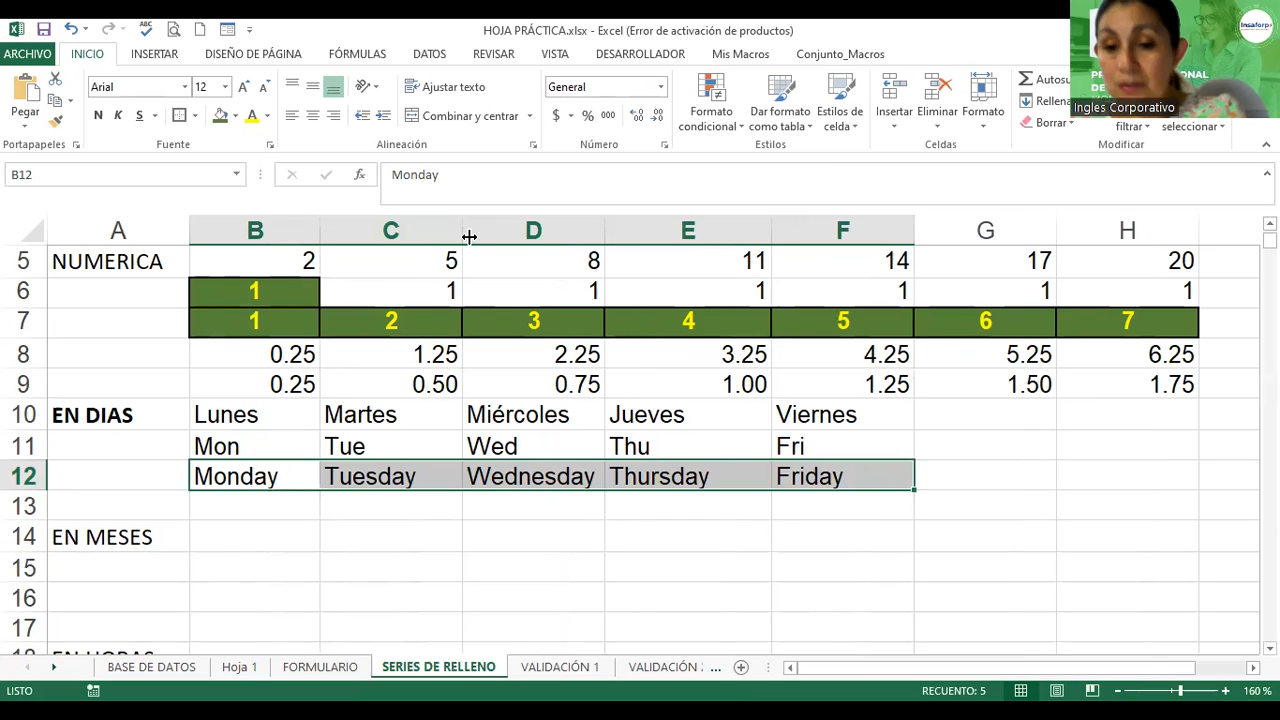 HOJA PRÁCTICA.xlsx - Excel (Error de activación de productos)
ARCHIVO INICIO INSERTAR DISEÑO DE PÁGINA FÓRMULAS DATOS REVISAR VISTA DESARROLLADOR Mis Macros Conjunto_Macros
Pegar
Arial 12
N K S
Ajustar texto
Combinar y centrar
General
$ % 000
Formato condicional
Dar formato como tabla
Estilos de celda
Insertar Eliminar Formato
Autosu
Rellena
Borrar
filtrar
seleccionar
Portapapeles Fuente Alineación Número Estilos Celdas Modificar
Insaforp
Ingles Corporativo
B12 fx Monday
A B C D E F G H
5 NUMERICA 2 5 8 11 14 17 20
6 1 1 1 1 1 1 1
7 1 2 3 4 5 6 7
8 0.25 1.25 2.25 3.25 4.25 5.25 6.25
9 0.25 0.50 0.75 1.00 1.25 1.50 1.75
10 EN DIAS Lunes Martes Miércoles Jueves Viernes
11 Mon Tue Wed Thu Fri
12 Monday Tuesday Wednesday Thursday Friday
13
14 EN MESES
15
16
17
18 EN HORAS
BASE DE DATOS Hoja 1 FORMULARIO SERIES DE RELLENO VALIDACIÓN 1 VALIDACIÓN 2 ...
LISTO RECUENTO: 5 160 %